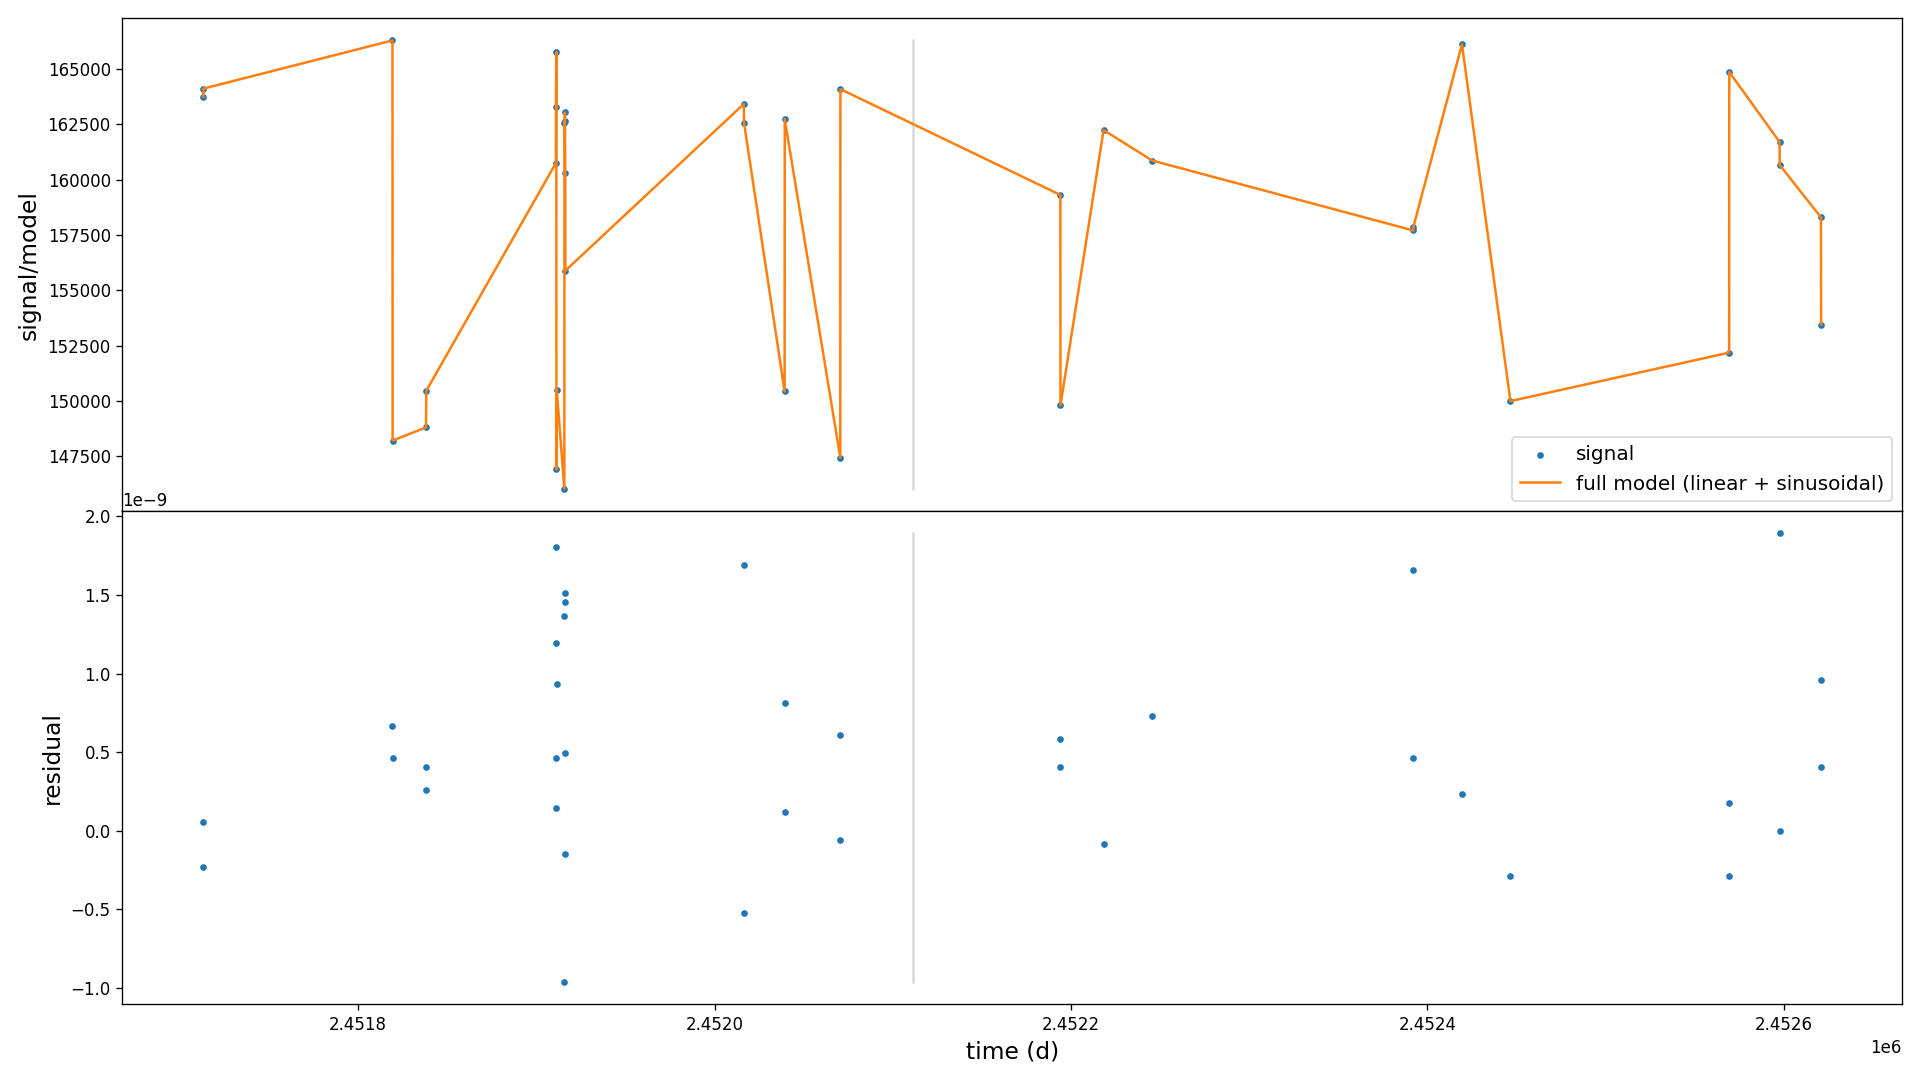 165000
162500
160000
157500
155000
152500
150000
147500
signal/model
signal
full model (linear + sinusoidal)
1e−9
2.0
1.5
1.0
0.5
0.0
−0.5
−1.0
residual
2.4518
2.4520
2.4522
2.4524
2.4526
time (d)
1e6